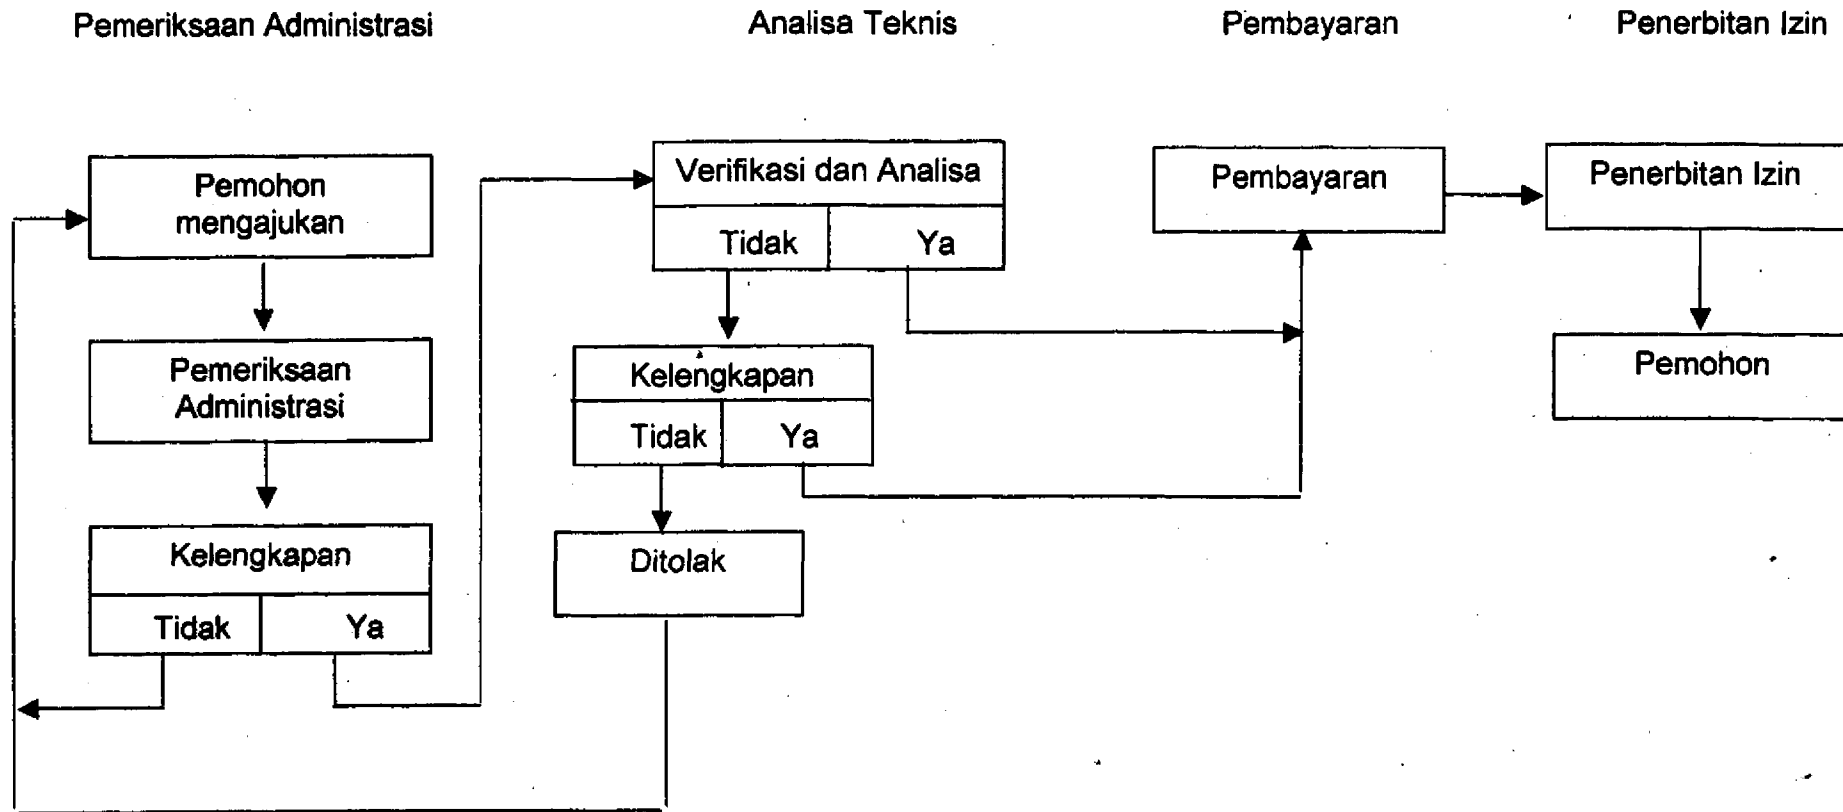 Pemeriksaan Administrasi
Analisa Teknis
Pembayaran
Penerbitan Izin
Pemohon
mengajukan
Pemeriksaan
Administrasi
Kelengkapan
Tidak
Ya
Verifikasi dan Analisa
Tidak
Ya
Kelengkapan
Tidak
Ya
Ditolak
Pembayaran
Penerbitan Izin
Pemohon